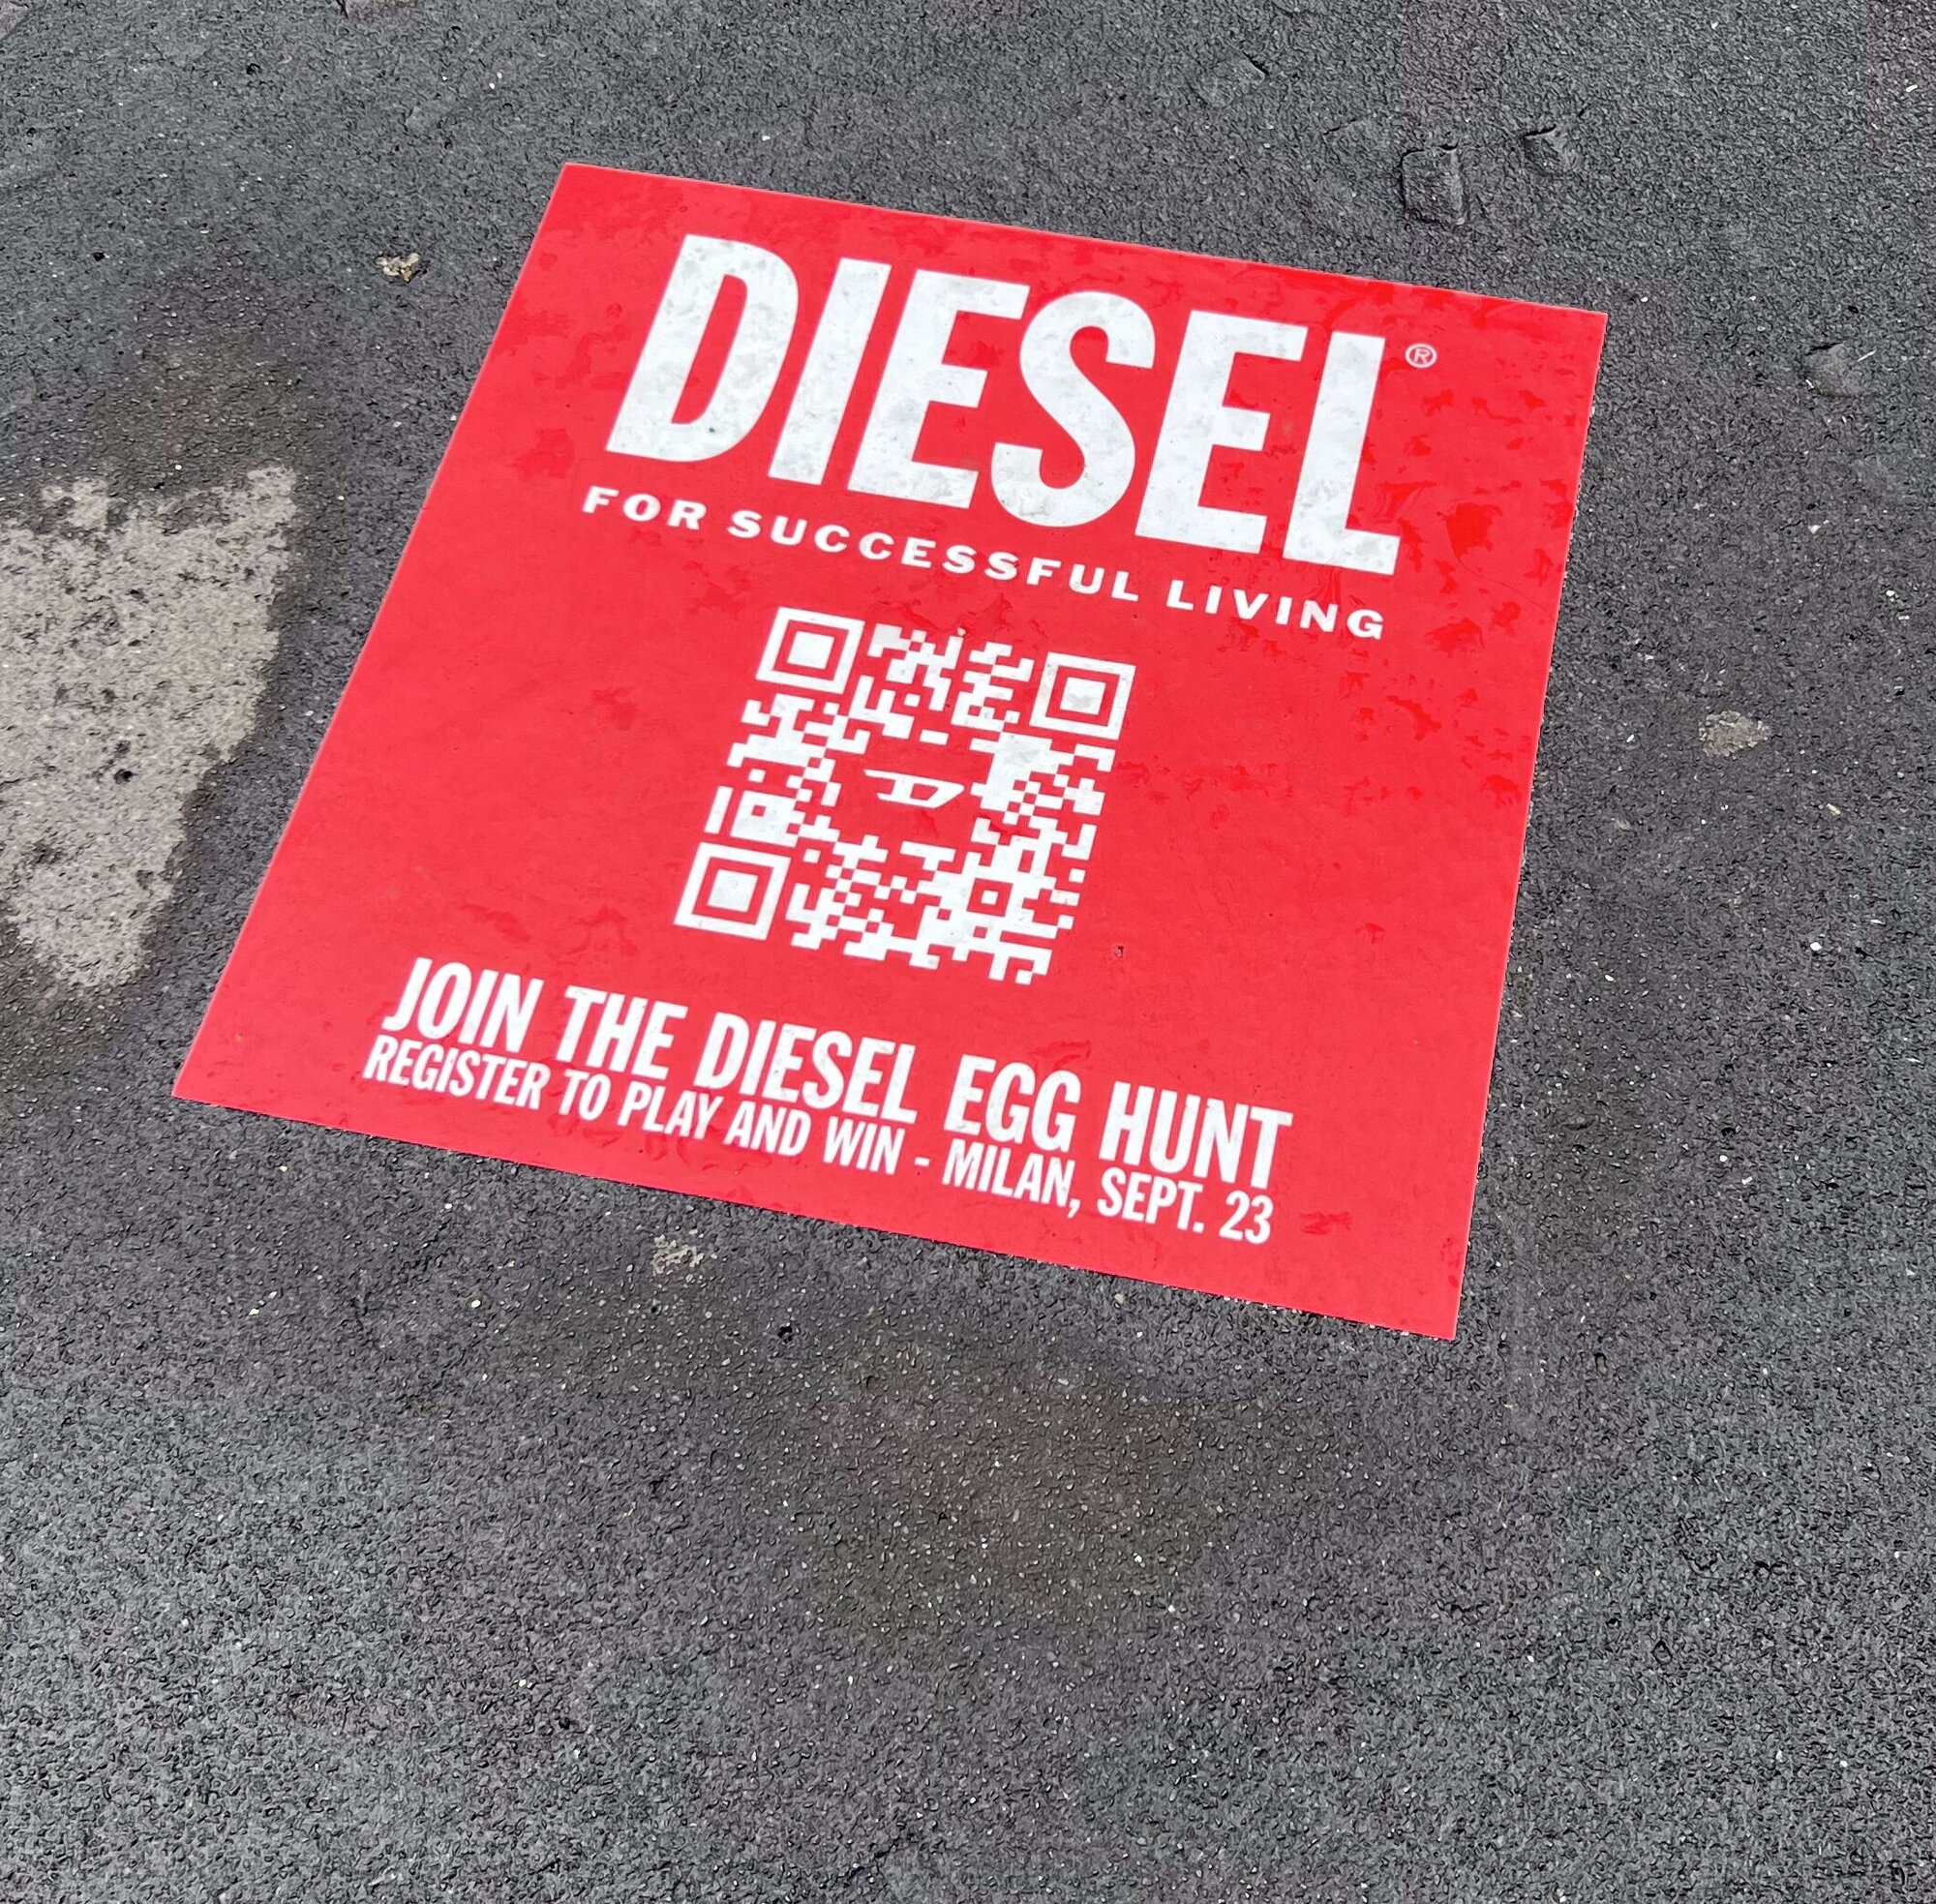 DIESEL®
FOR SUCCESSFUL LIVING
D
JOIN THE DIESEL EGG HUNT
REGISTER TO PLAY AND WIN - MILAN, SEPT. 23